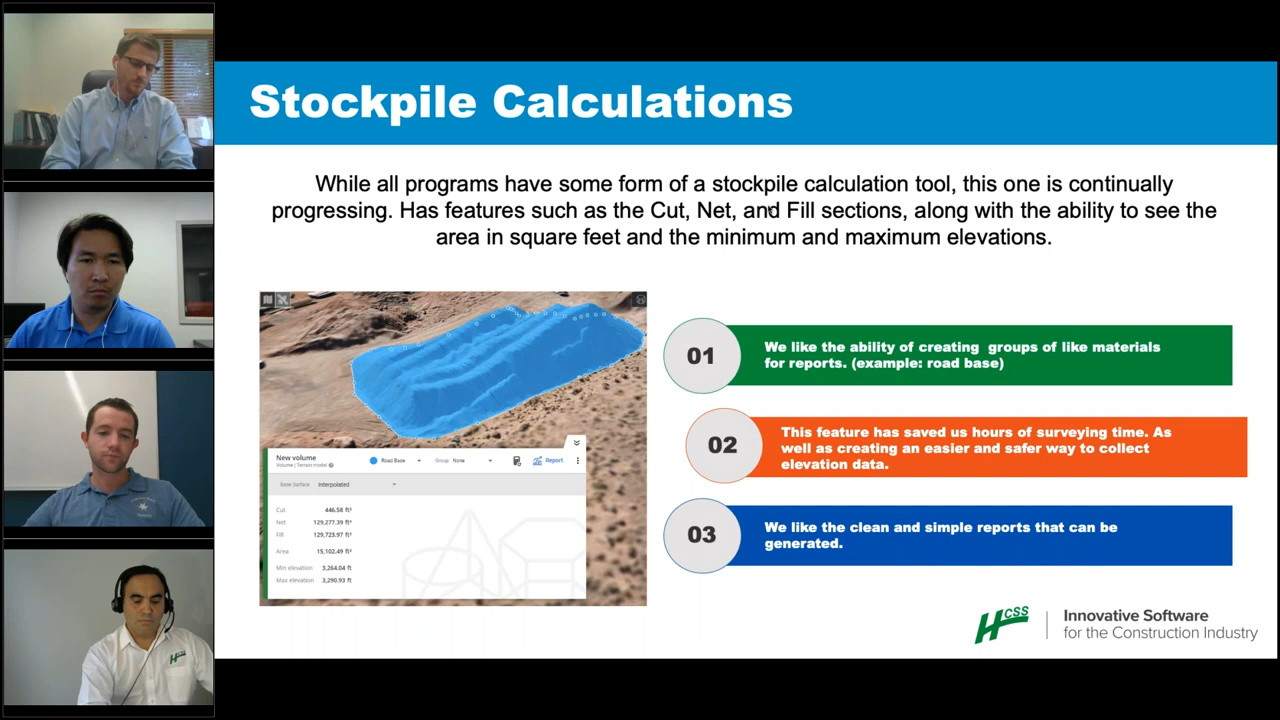 Stockpile Calculations
While all programs have some form of a stockpile calculation tool, this one is continually
progressing. Has features such as the Cut, Net, and Fill sections, along with the ability to see the
area in square feet and the minimum and maximum elevations.
New volume
Volume | Terrain model
Road Base
Group None
Report
Base Surface Interpolated
Cut 446.58 ft³
Net 129,277.39 ft³
Fill 129,723.97 ft³
Area 15,102.49 ft²
Min elevation 3,264.04 ft
Max elevation 3,290.93 ft
01
We like the ability of creating groups of like materials
for reports. (example: road base)
02
This feature has saved us hours of surveying time. As
well as creating an easier and safer way to collect
elevation data.
03
We like the clean and simple reports that can be
generated.
HCSS
Innovative Software
for the Construction Industry